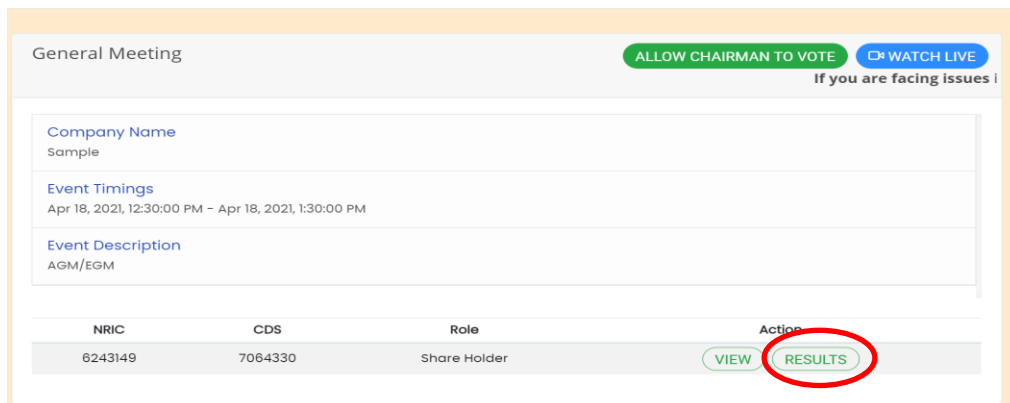 General Meeting
ALLOW CHAIRMAN TO VOTE WATCH LIVE
If you are facing issues i
Company Name
Sample
Event Timings
Apr 18, 2021, 12:30:00 PM - Apr 18, 2021, 1:30:00 PM
Event Description
AGM/EGM
NRIC CDS Role Action
6243149 7064330 Share Holder VIEW RESULTS